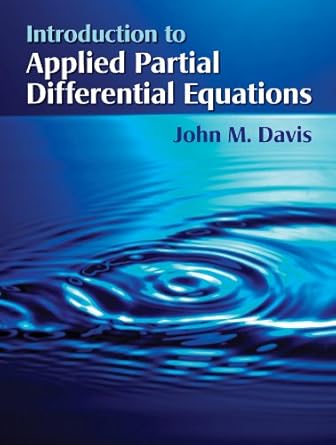 Introduction to
Applied Partial
Differential Equations
John M. Davis